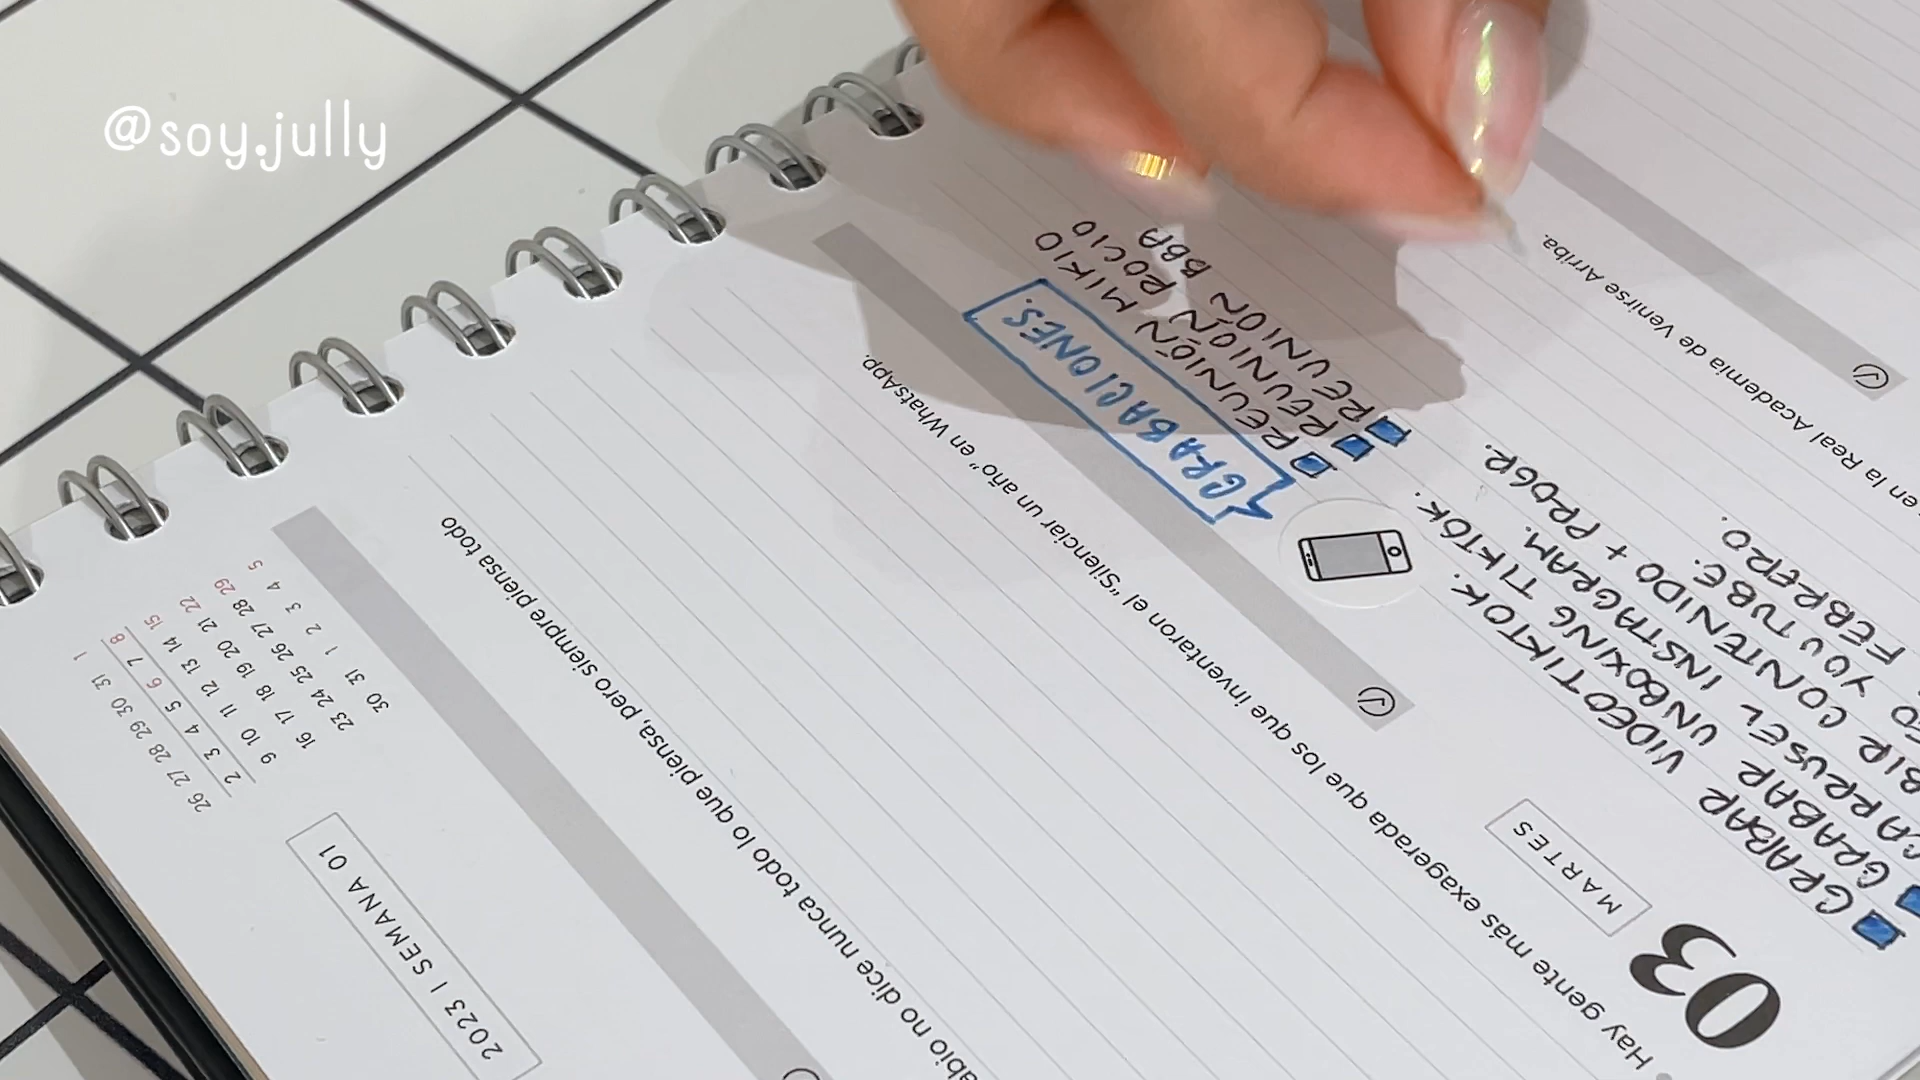 @soy.jully
2023 | SEMANA 01
26 27 28 29 30 31 1
2 3 4 5 6 7 8
9 10 11 12 13 14 15
16 17 18 19 20 21 22
23 24 25 26 27 28 29
30 31 1 2 3 4 5
no dice nunca todo lo que piensa, pero siempre piensa todo
Hay gente más exagerada que los que inventaron el "Silenciar un año" en WhatsApp.
03
MARTES
GRABAR VIDEO TIKTOK.
GRABAR UNBOXING TIKTOK.
CARRUSEL INSTAGRAM.
CONTENIDO + PROGR.
YOUTUBE.
FEBRERO.
GRABACIONES.
REUNIÓN MIKIO
REUNIÓN ROCIO
REUNIÓN BBA
en la Real Academia de Venirse Arriba.